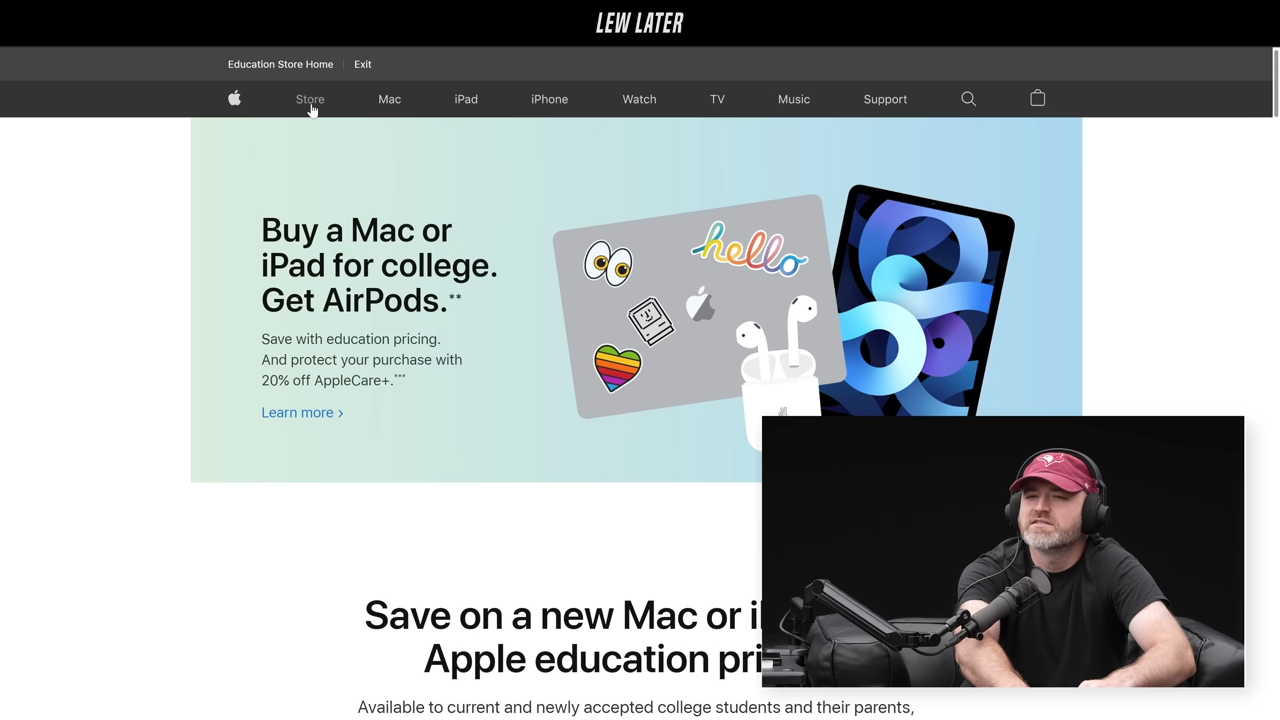 LEW LATER
Education Store Home Exit
Store Mac iPad iPhone Watch TV Music Support
Buy a Mac or
iPad for college.
Get AirPods.**
Save with education pricing.
And protect your purchase with
20% off AppleCare+.***
Learn more >
hello
Save on a new Mac or i
Apple education pri
Available to current and newly accepted college students and their parents,